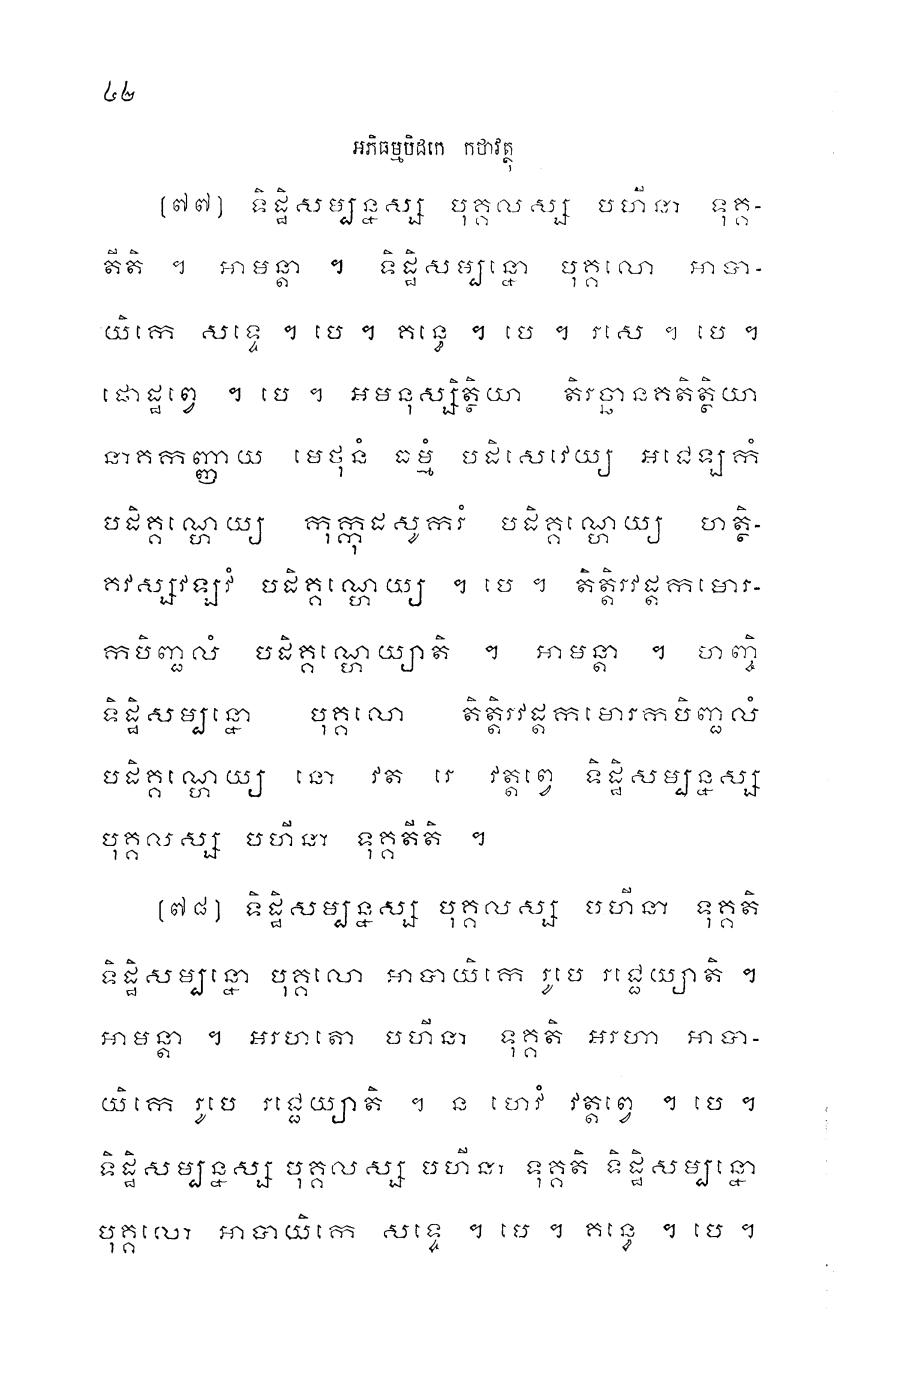 ៤២
អភិធម្មបិដកេ កថាវត្ថុ
(៧៧) ទិដ្ឋិសម្បន្នស្ស បុគ្គលស្ស បហីនា ទុគ្គ-
តីតិ ។ អាមន្តា ។ ទិដ្ឋិសម្បន្នោ បុគ្គលោ អាបា-
យិកេ សទ្ទេ ។ បេ ។ គន្ធេ ។ បេ ។ រសេ ។ បេ ។
ផោដ្ឋព្វេ ។ បេ ។ អមនុស្សិត្ថិយា តិរច្ឆានគតិត្ថិយា
នាគកញ្ញាយ មេថុនំ ធម្មំ បដិសេវេយ្យ អជេឡកំ
បដិគ្គណ្ហេយ្យ កុក្កុដសូករំ បដិគ្គណ្ហេយ្យ ហត្ថិ-
គវស្សវឡវំ បដិគ្គណ្ហេយ្យ ។ បេ ។ តិត្តិរវដ្តកមោរ-
កបិញ្ជលំ បដិគ្គណ្ហេយ្យាតិ ។ អាមន្តា ។ ហញ្ចិ
ទិដ្ឋិសម្បន្នោ បុគ្គលោ តិត្តិរវដ្តកមោរកបិញ្ជលំ
បដិគ្គណ្ហេយ្យ នោ វត រេ វត្តព្វេ ទិដ្ឋិសម្បន្នស្ស
បុគ្គលស្ស បហីនា ទុគ្គតីតិ ។
(៧៨) ទិដ្ឋិសម្បន្នស្ស បុគ្គលស្ស បហីនា ទុគ្គតិ
ទិដ្ឋិសម្បន្នោ បុគ្គលោ អាបាយិកេ រូបេ រជ្ជេយ្យាតិ ។
អាមន្តា ។ អរហតោ បហីនា ទុគ្គតិ អរហា អាបា-
យិកេ រូបេ រជ្ជេយ្យាតិ ។ ន ហេវំ វត្តព្វេ ។ បេ ។
ទិដ្ឋិសម្បន្នស្ស បុគ្គលស្ស បហីនា ទុគ្គតិ ទិដ្ឋិសម្បន្នោ
បុគ្គលោ អាបាយិកេ សទ្ទេ ។ បេ ។ គន្ធេ ។ បេ ។